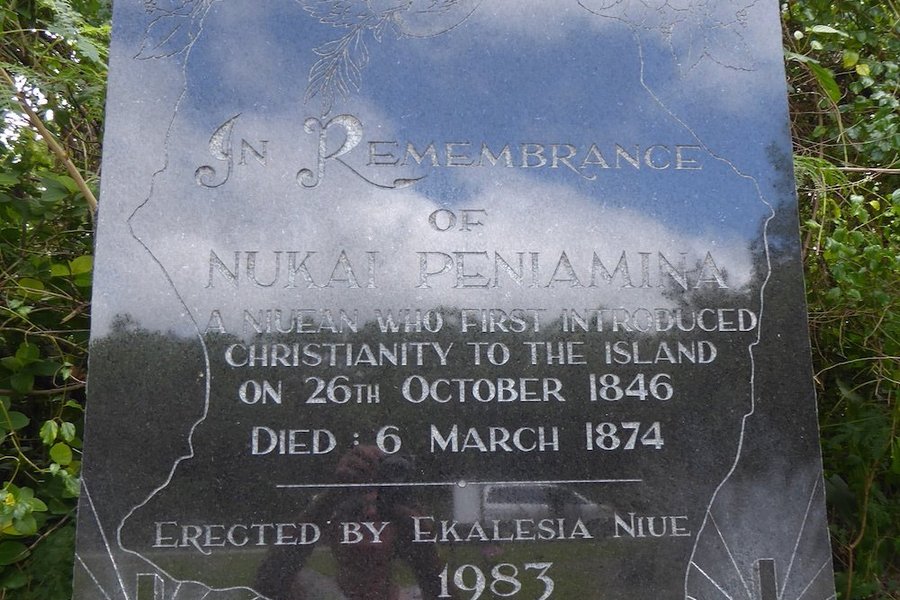 In Remembrance
of
Nukai Peniamina
A Niuean who first introduced
Christianity to the island
on 26th October 1846
Died : 6 March 1874
Erected by Ekalesia Niue
1983